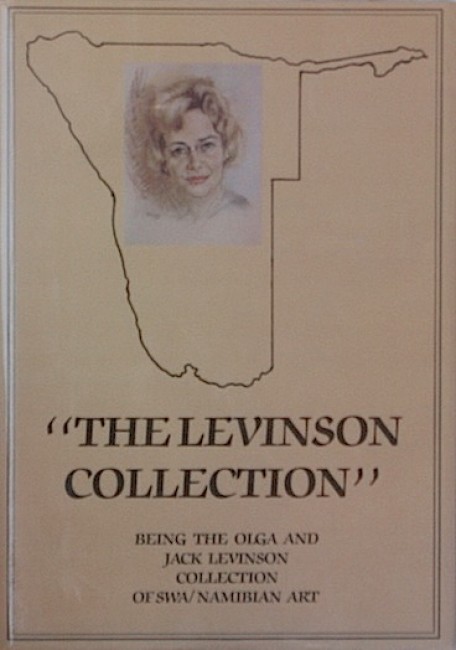 “THE LEVINSON
COLLECTION”
BEING THE OLGA AND
JACK LEVINSON
COLLECTION
OF SWA/NAMIBIAN ART